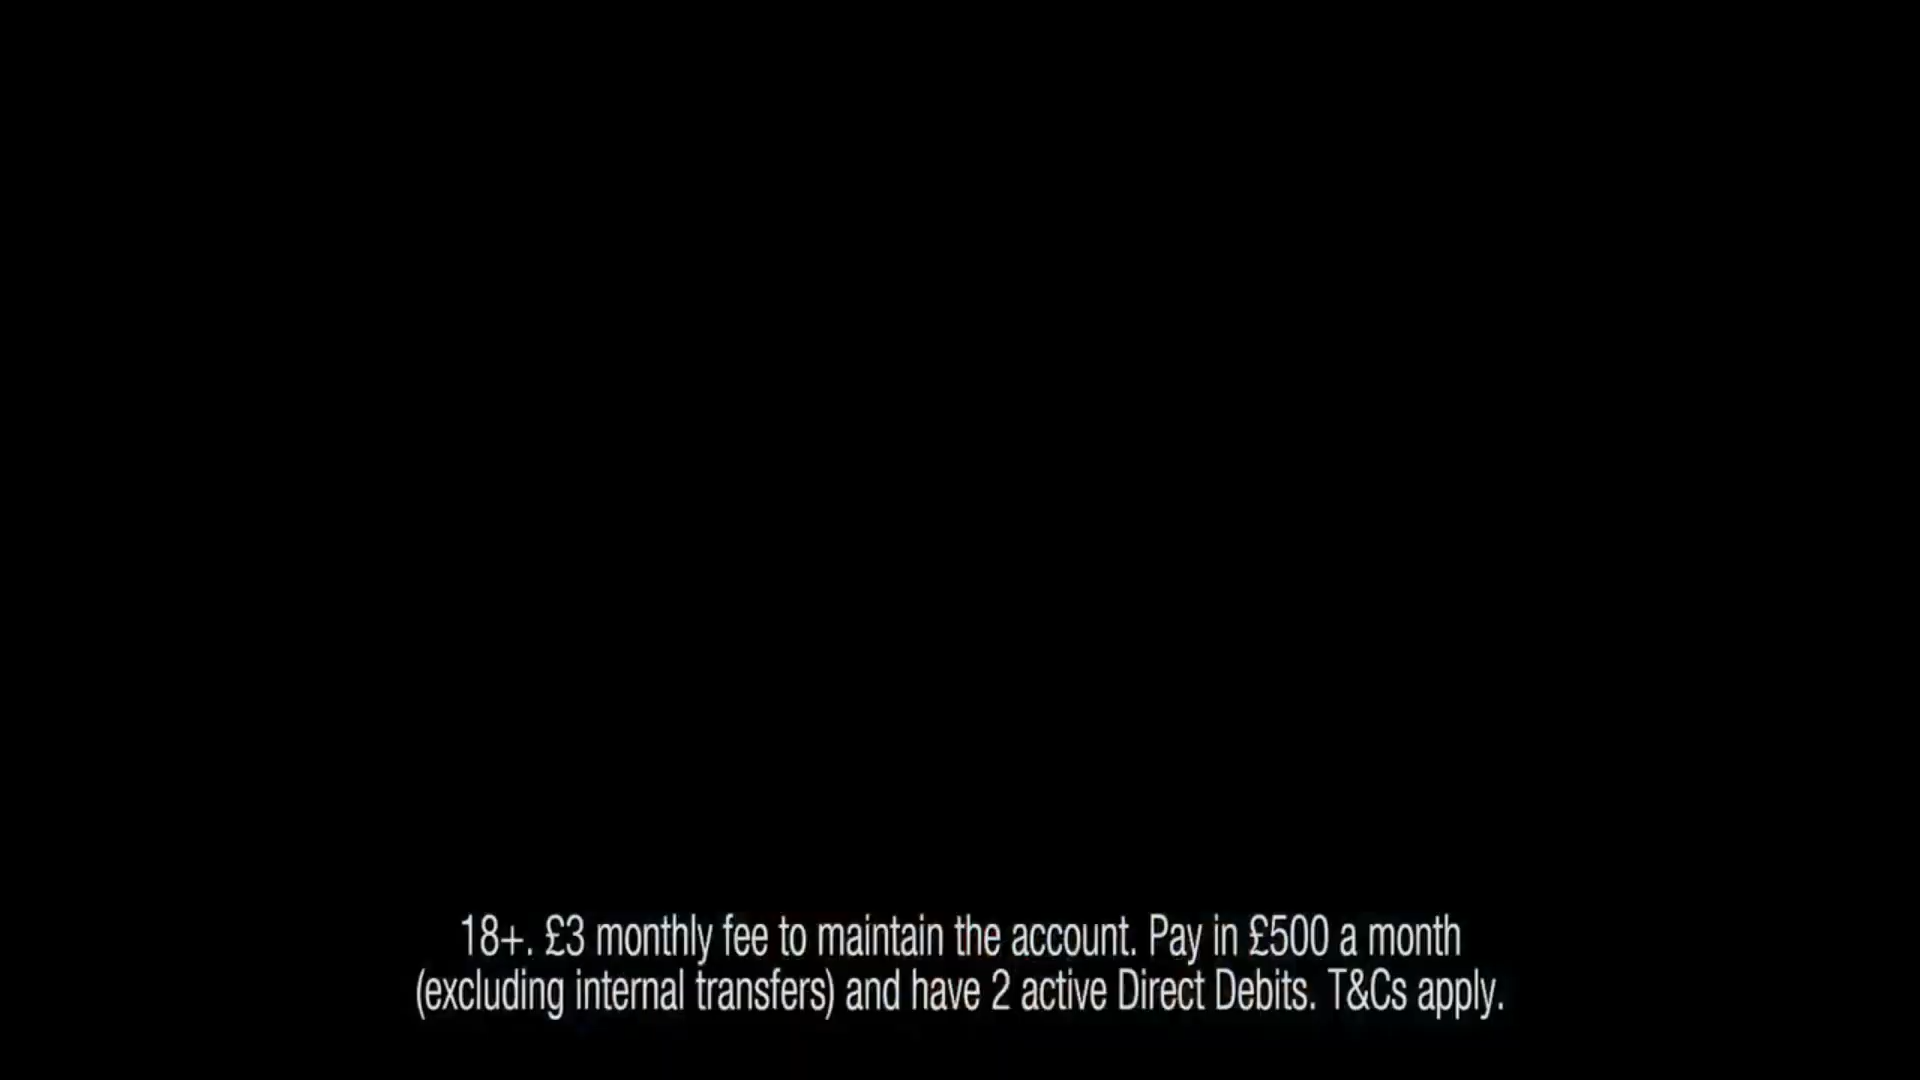 18+. £3 monthly fee to maintain the account. Pay in £500 a month
(excluding internal transfers) and have 2 active Direct Debits. T&Cs apply.